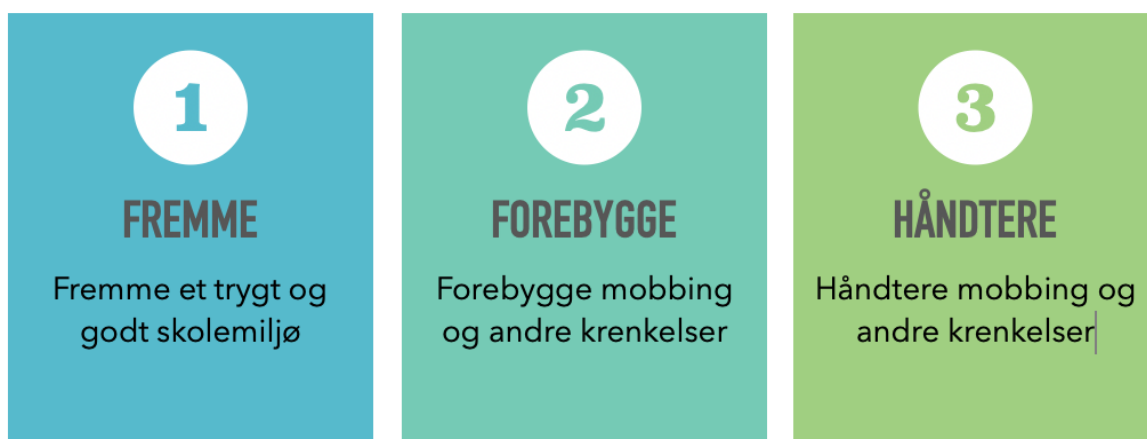 1
FREMME
Fremme et trygt og
godt skolemiljø
2
FOREBYGGE
Forebygge mobbing
og andre krenkelser
3
HÅNDTERE
Håndtere mobbing og
andre krenkelser